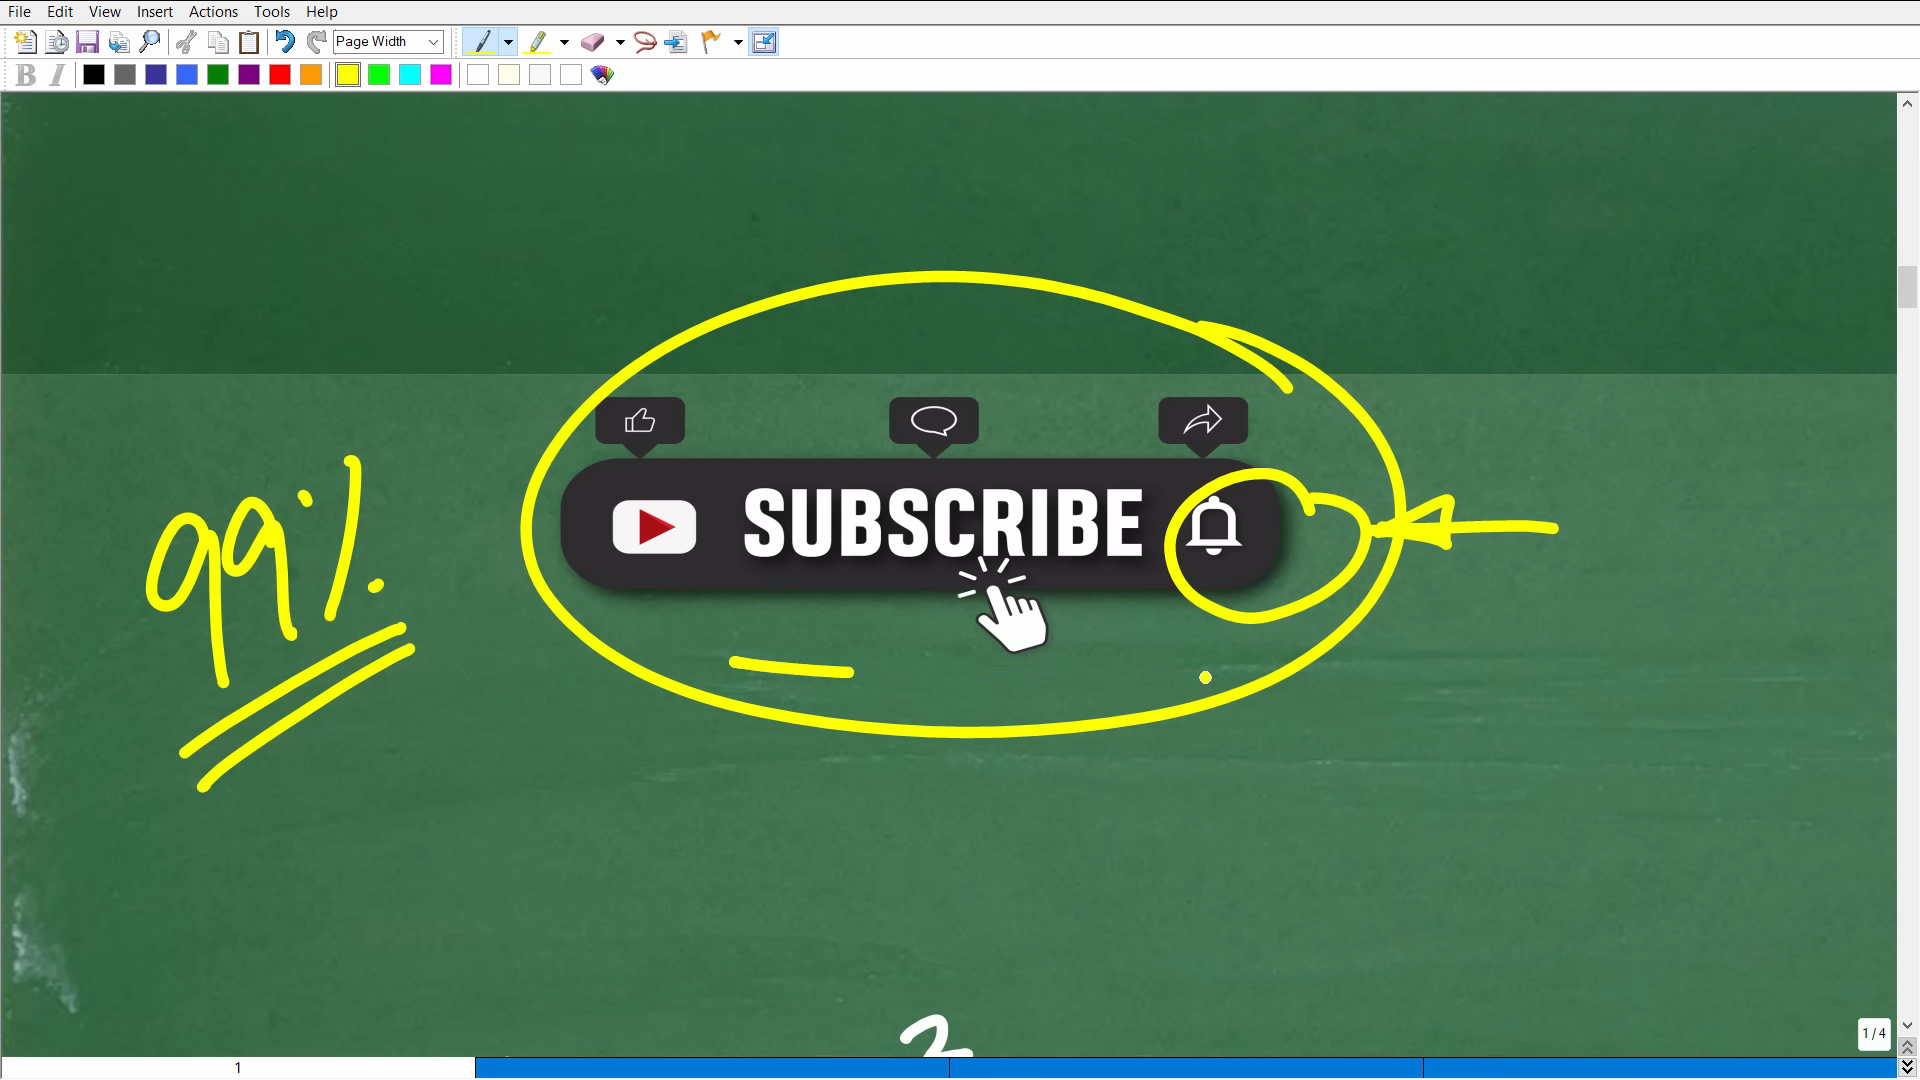 File Edit View Insert Actions Tools Help
Page Width
B I
99%
SUBSCRIBE
1 / 4
1